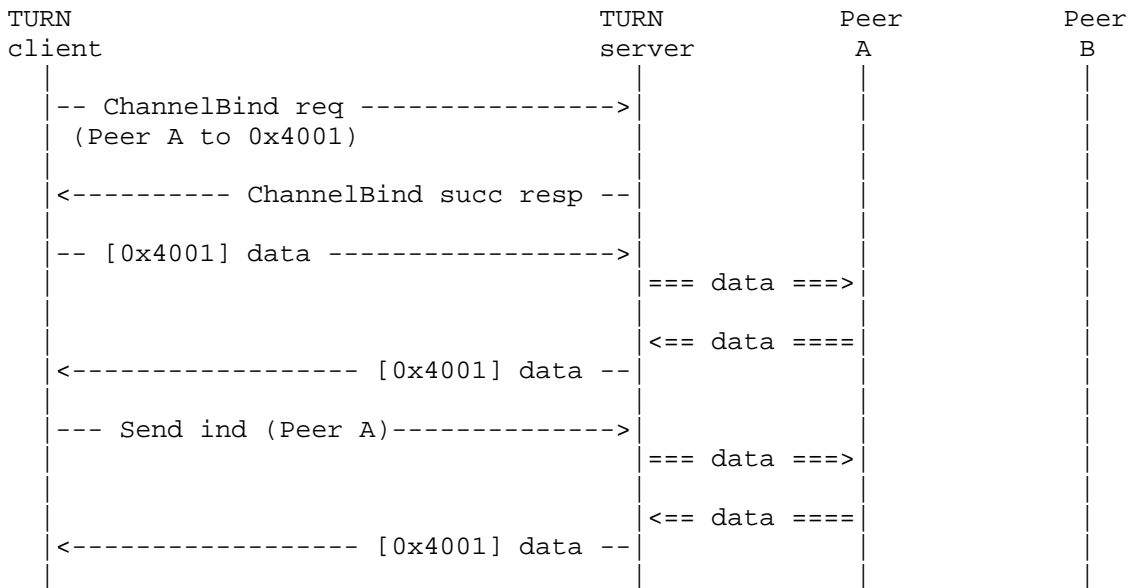 TURN                                TURN          Peer          Peer
client                              server         A             B
|                                    |             |             |
|-- ChannelBind req ---------------->|             |             |
| (Peer A to 0x4001)                 |             |             |
|                                    |             |             |
|<---------- ChannelBind succ resp --|             |             |
|                                    |             |             |
|-- [0x4001] data ------------------>|             |             |
|                                    |=== data ===>|             |
|                                    |             |             |
|                                    |<== data ====|             |
|<------------------ [0x4001] data --|             |             |
|                                    |             |             |
|--- Send ind (Peer A)-------------->|             |             |
|                                    |=== data ===>|             |
|                                    |             |             |
|                                    |<== data ====|             |
|<------------------ [0x4001] data --|             |             |
|                                    |             |             |